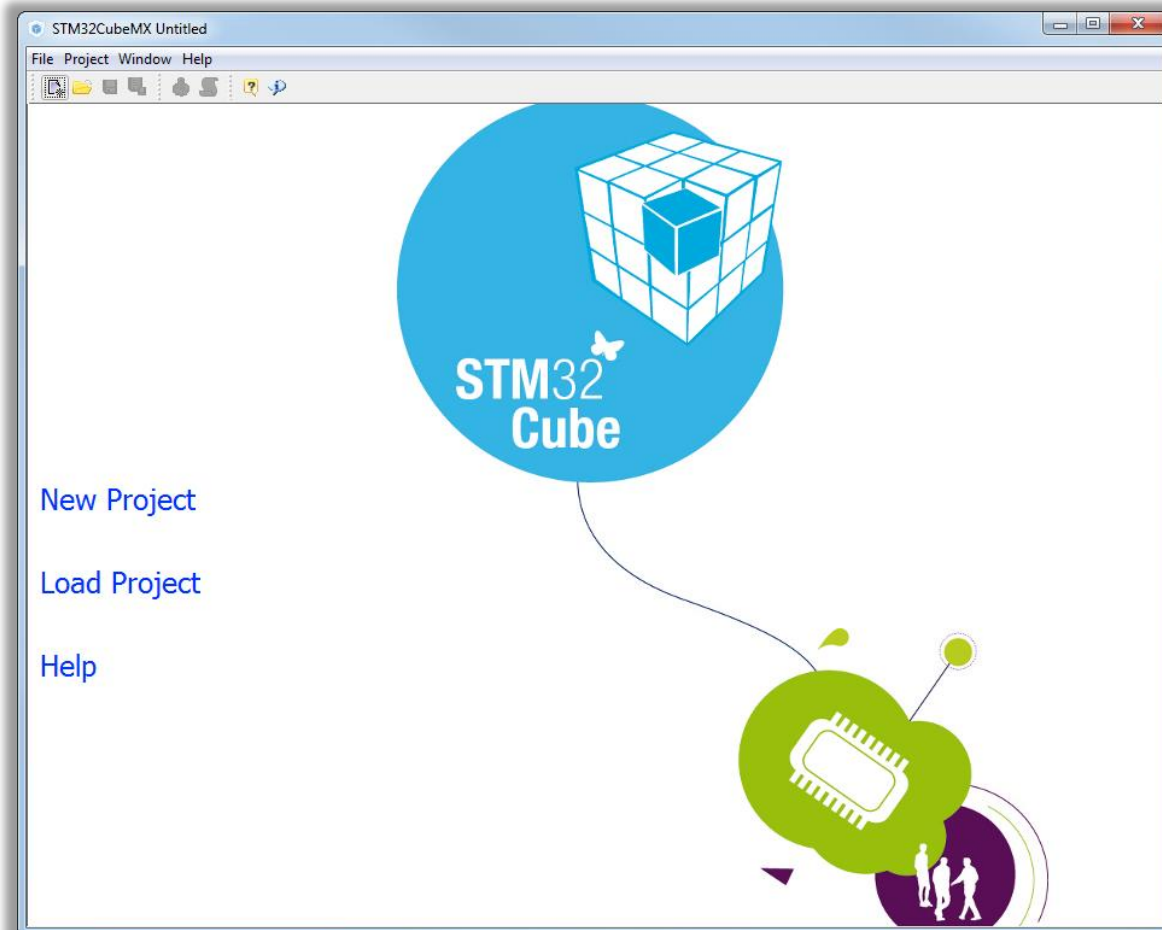 STM32CubeMX Untitled
File Project Window Help
STM32
Cube
New Project
Load Project
Help